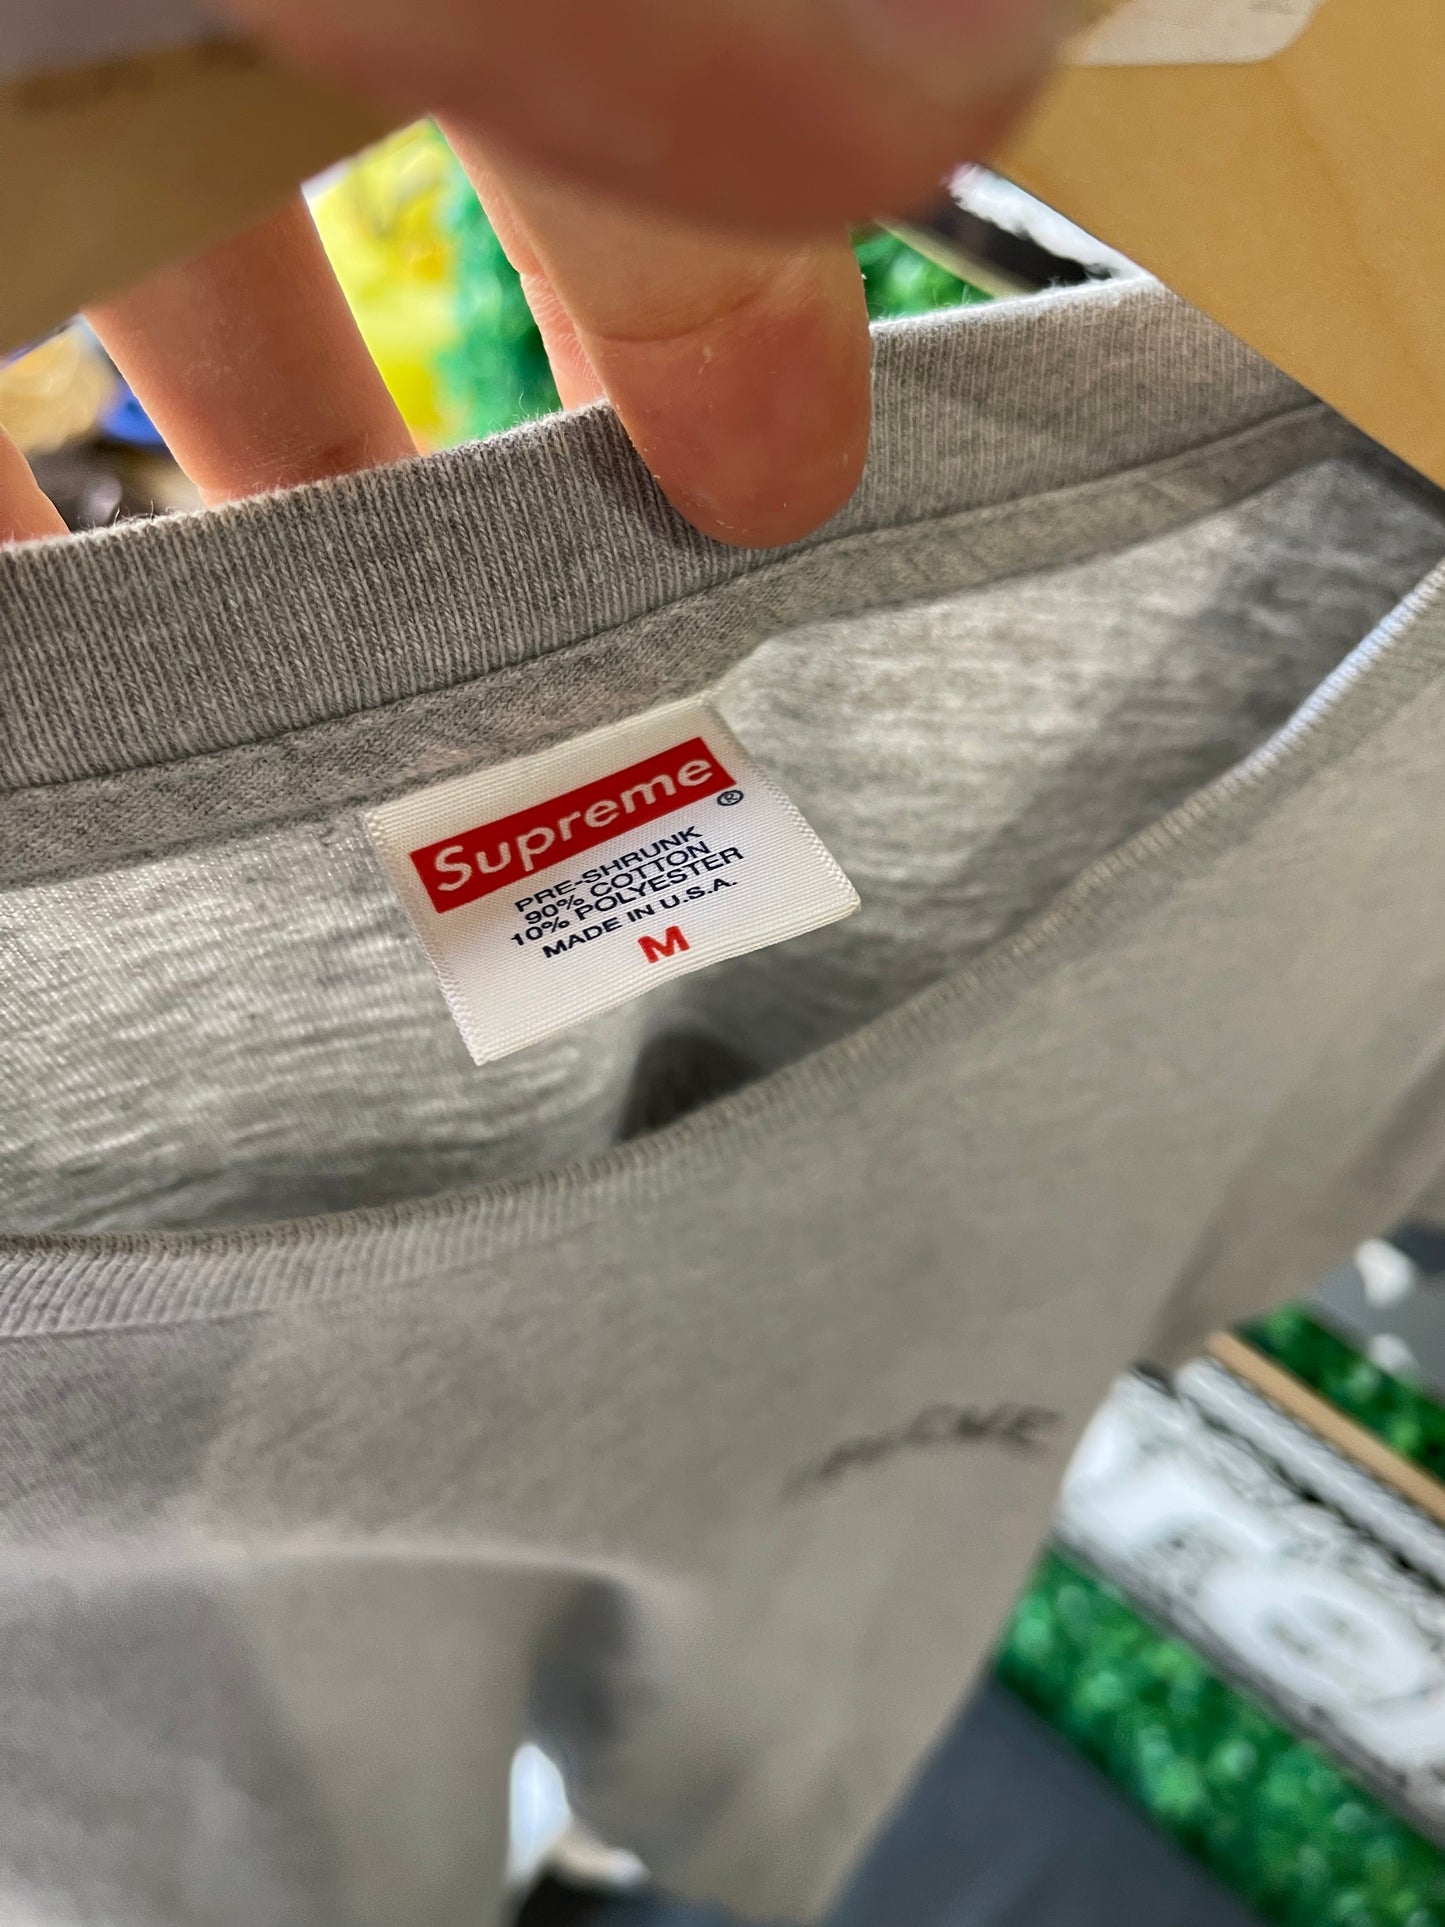 Supreme®
PRE-SHRUNK
90% COTTON
10% POLYESTER
MADE IN U.S.A.
M